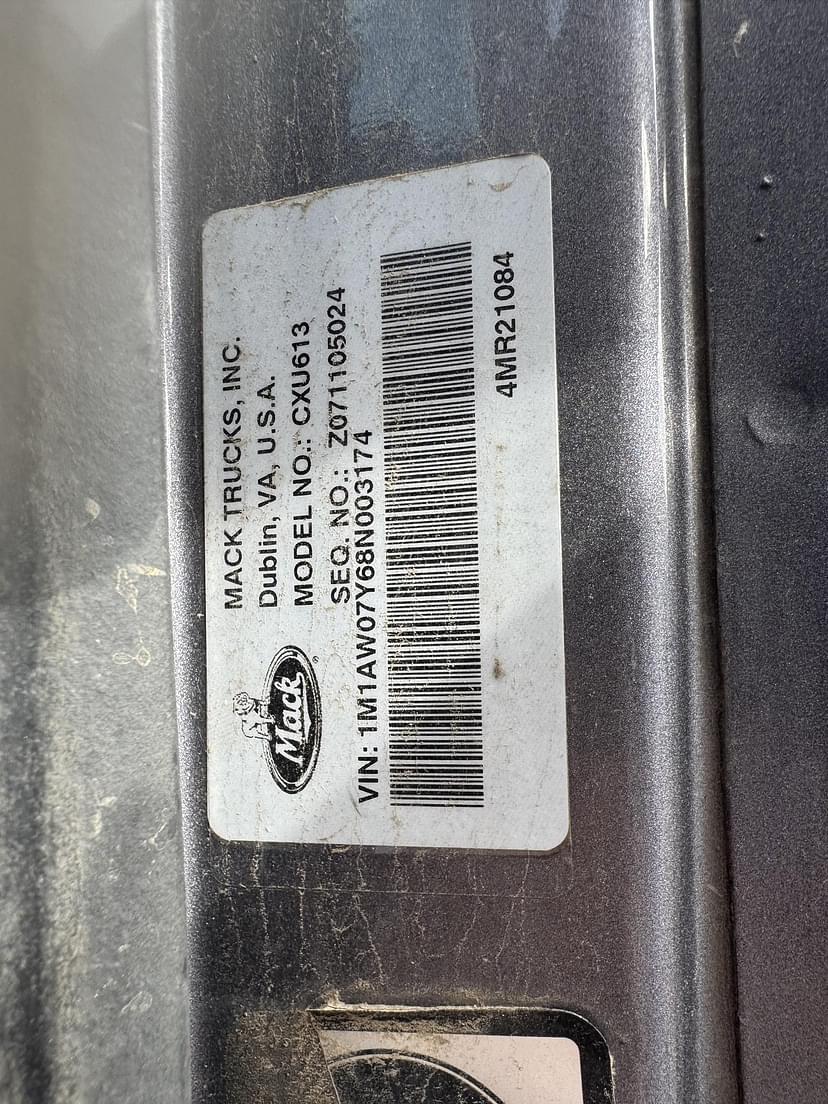 MACK TRUCKS, INC.
Dublin, VA, U.S.A.
MODEL NO.: CXU613
SEQ. NO.: Z071105024
VIN: 1M1AW07Y68N003174
4MR21084
Mack
®